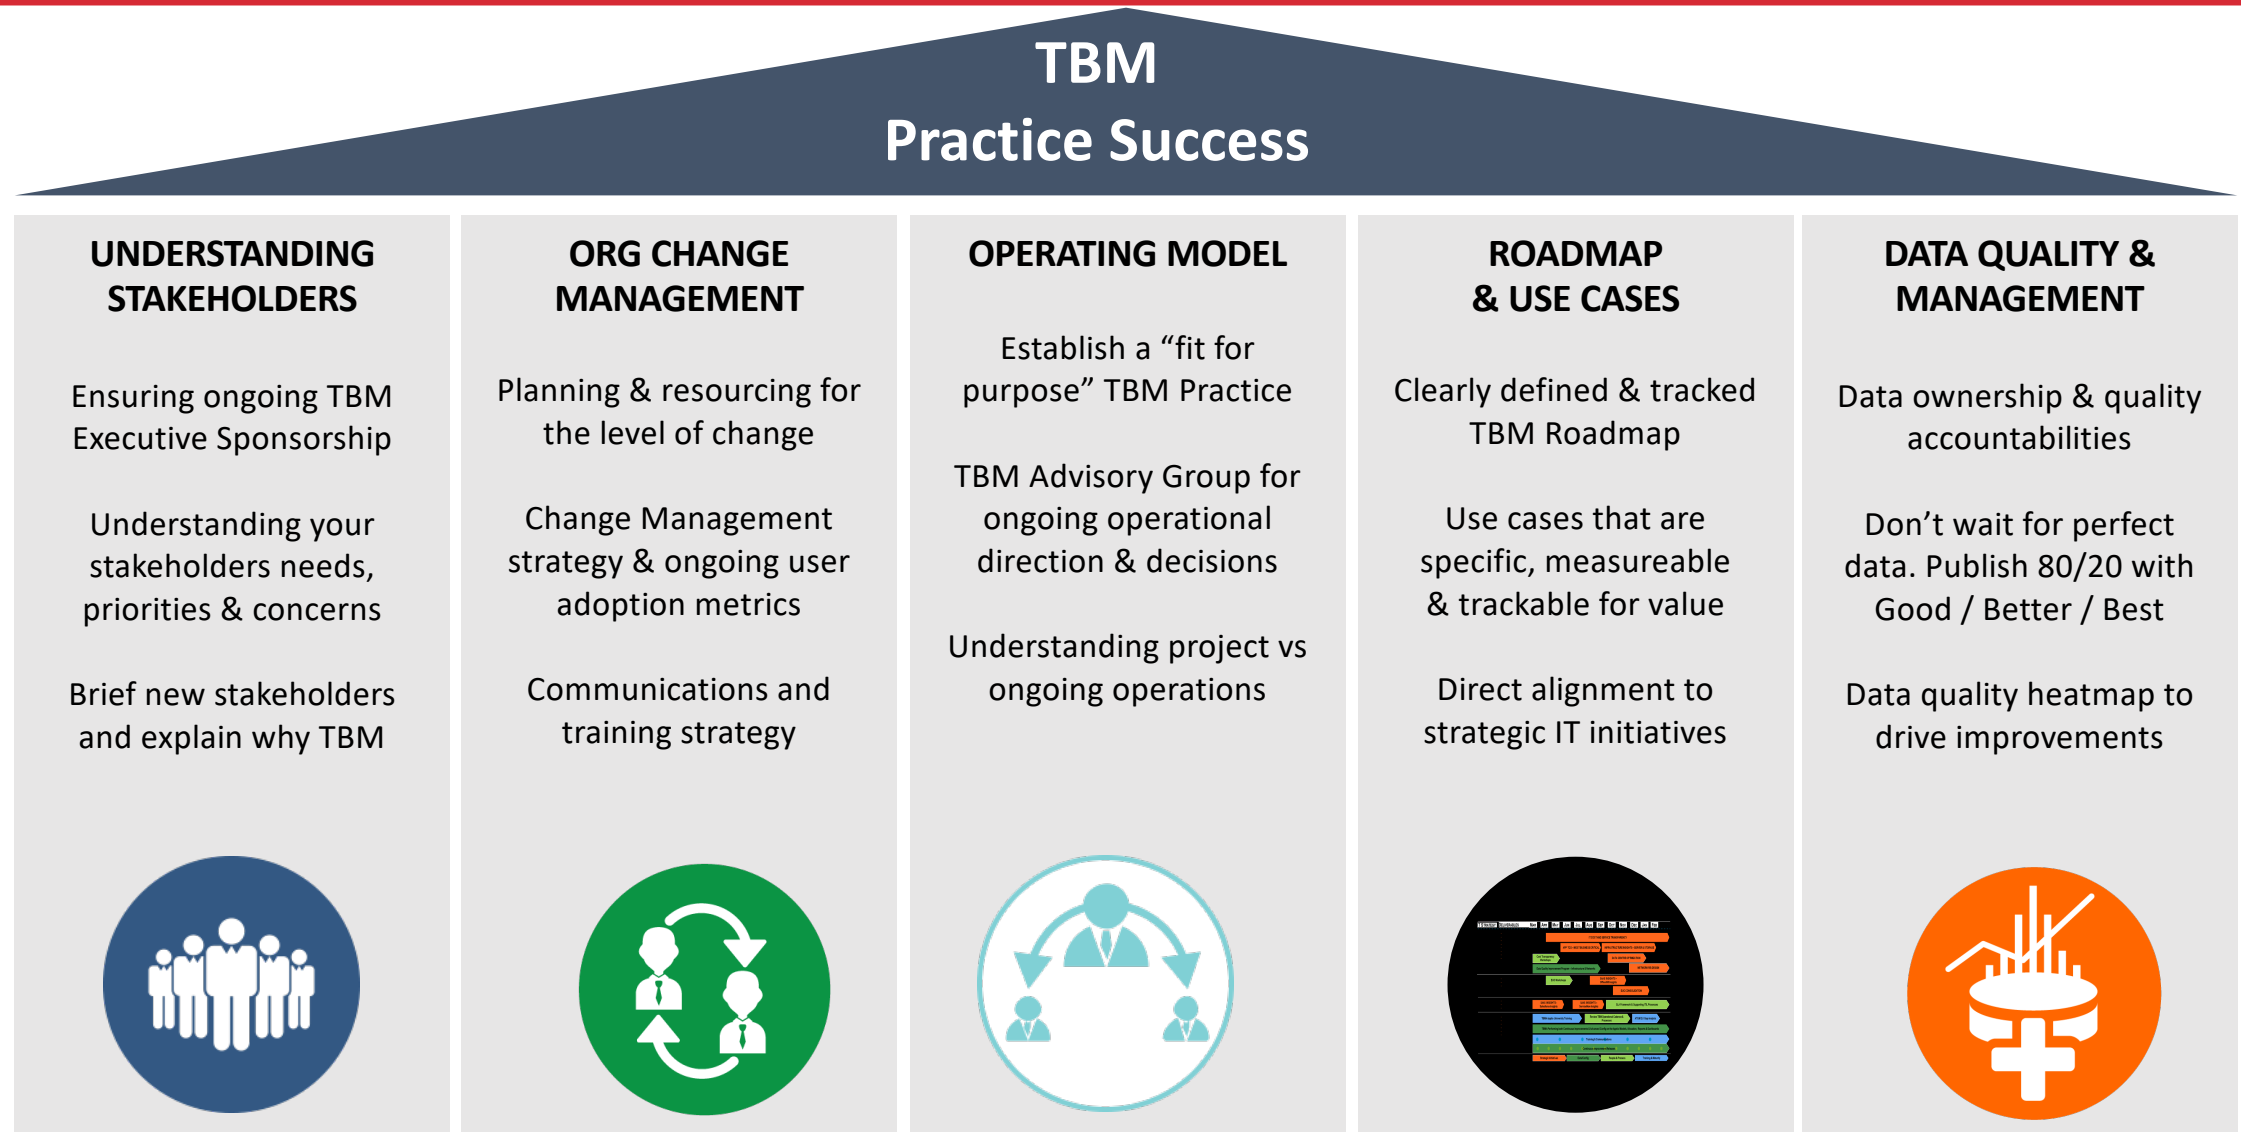 TBM
Practice Success
UNDERSTANDING
STAKEHOLDERS
Ensuring ongoing TBM
Executive Sponsorship
Understanding your
stakeholders needs,
priorities & concerns
Brief new stakeholders
and explain why TBM
ORG CHANGE
MANAGEMENT
Planning & resourcing for
the level of change
Change Management
strategy & ongoing user
adoption metrics
Communications and
training strategy
OPERATING MODEL
Establish a “fit for
purpose” TBM Practice
TBM Advisory Group for
ongoing operational
direction & decisions
Understanding project vs
ongoing operations
ROADMAP
& USE CASES
Clearly defined & tracked
TBM Roadmap
Use cases that are
specific, measureable
& trackable for value
Direct alignment to
strategic IT initiatives
DATA QUALITY &
MANAGEMENT
Data ownership & quality
accountabilities
Don’t wait for perfect
data. Publish 80/20 with
Good / Better / Best
Data quality heatmap to
drive improvements